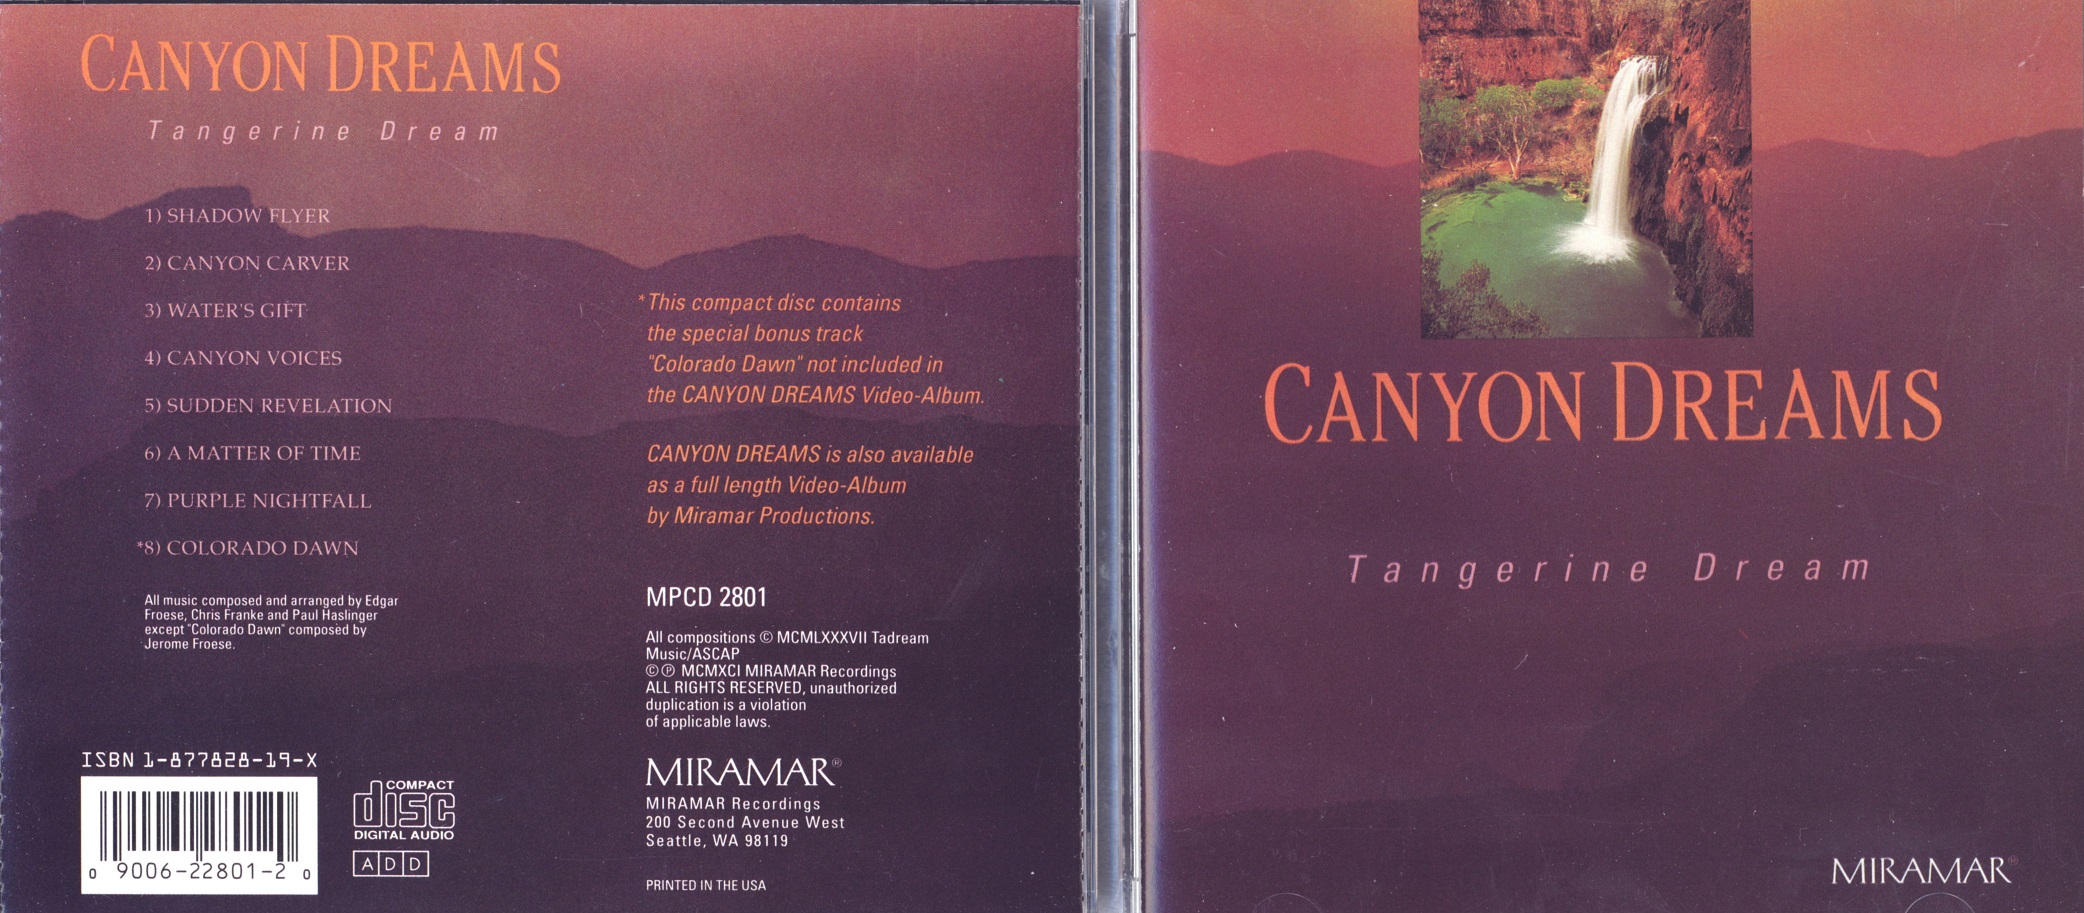 CANYON DREAMS
Tangerine Dream
1) SHADOW FLYER
2) CANYON CARVER
3) WATER'S GIFT
4) CANYON VOICES
5) SUDDEN REVELATION
6) A MATTER OF TIME
7) PURPLE NIGHTFALL
*8) COLORADO DAWN
All music composed and arranged by Edgar
Froese, Chris Franke and Paul Haslinger
except "Colorado Dawn" composed by
Jerome Froese.
ISBN 1-877828-19-X
0 9006-22801-2 0
COMPACT
disc
DIGITAL AUDIO
A D D
*This compact disc contains
the special bonus track
"Colorado Dawn" not included in
the CANYON DREAMS Video-Album.
CANYON DREAMS is also available
as a full length Video-Album
by Miramar Productions.
MPCD 2801
All compositions © MCMLXXXVII Tadream
Music/ASCAP
©℗ MCMXCI MIRAMAR Recordings
ALL RIGHTS RESERVED, unauthorized
duplication is a violation
of applicable laws.
MIRAMAR®
MIRAMAR Recordings
200 Second Avenue West
Seattle, WA 98119
PRINTED IN THE USA
CANYON DREAMS
Tangerine Dream
MIRAMAR®